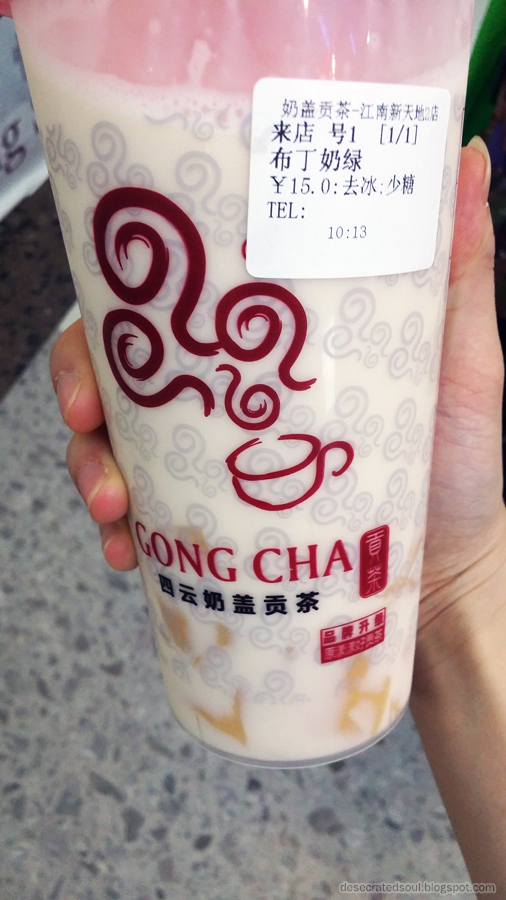 奶盖贡茶-江南新天地2店
来店 号1 [1/1]
布丁奶绿
￥15.0:去冰:少糖
TEL:
10:13
GONG CHA
貢茶
四云奶盖贡茶
品牌升级
desecratedsoul.blogspot.com